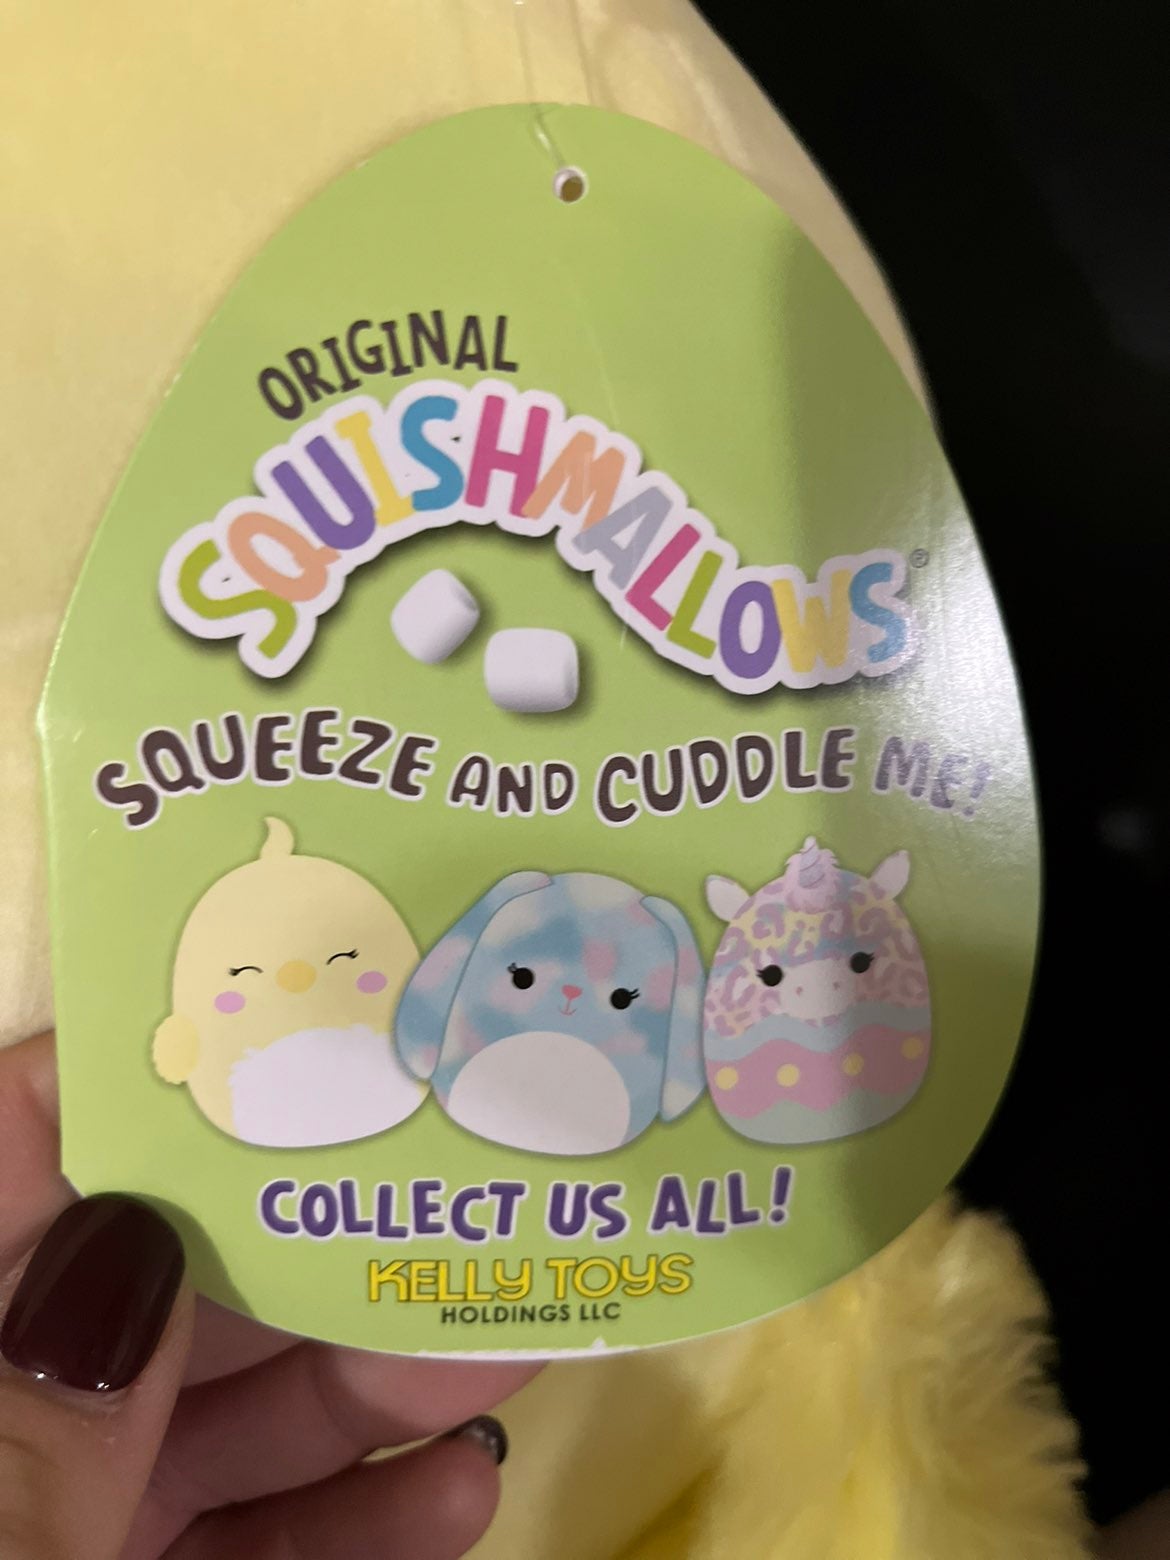 ORIGINAL
SQUISHMALLOWS®
SQUEEZE AND CUDDLE ME!
COLLECT US ALL!
KELLY TOYS
HOLDINGS LLC